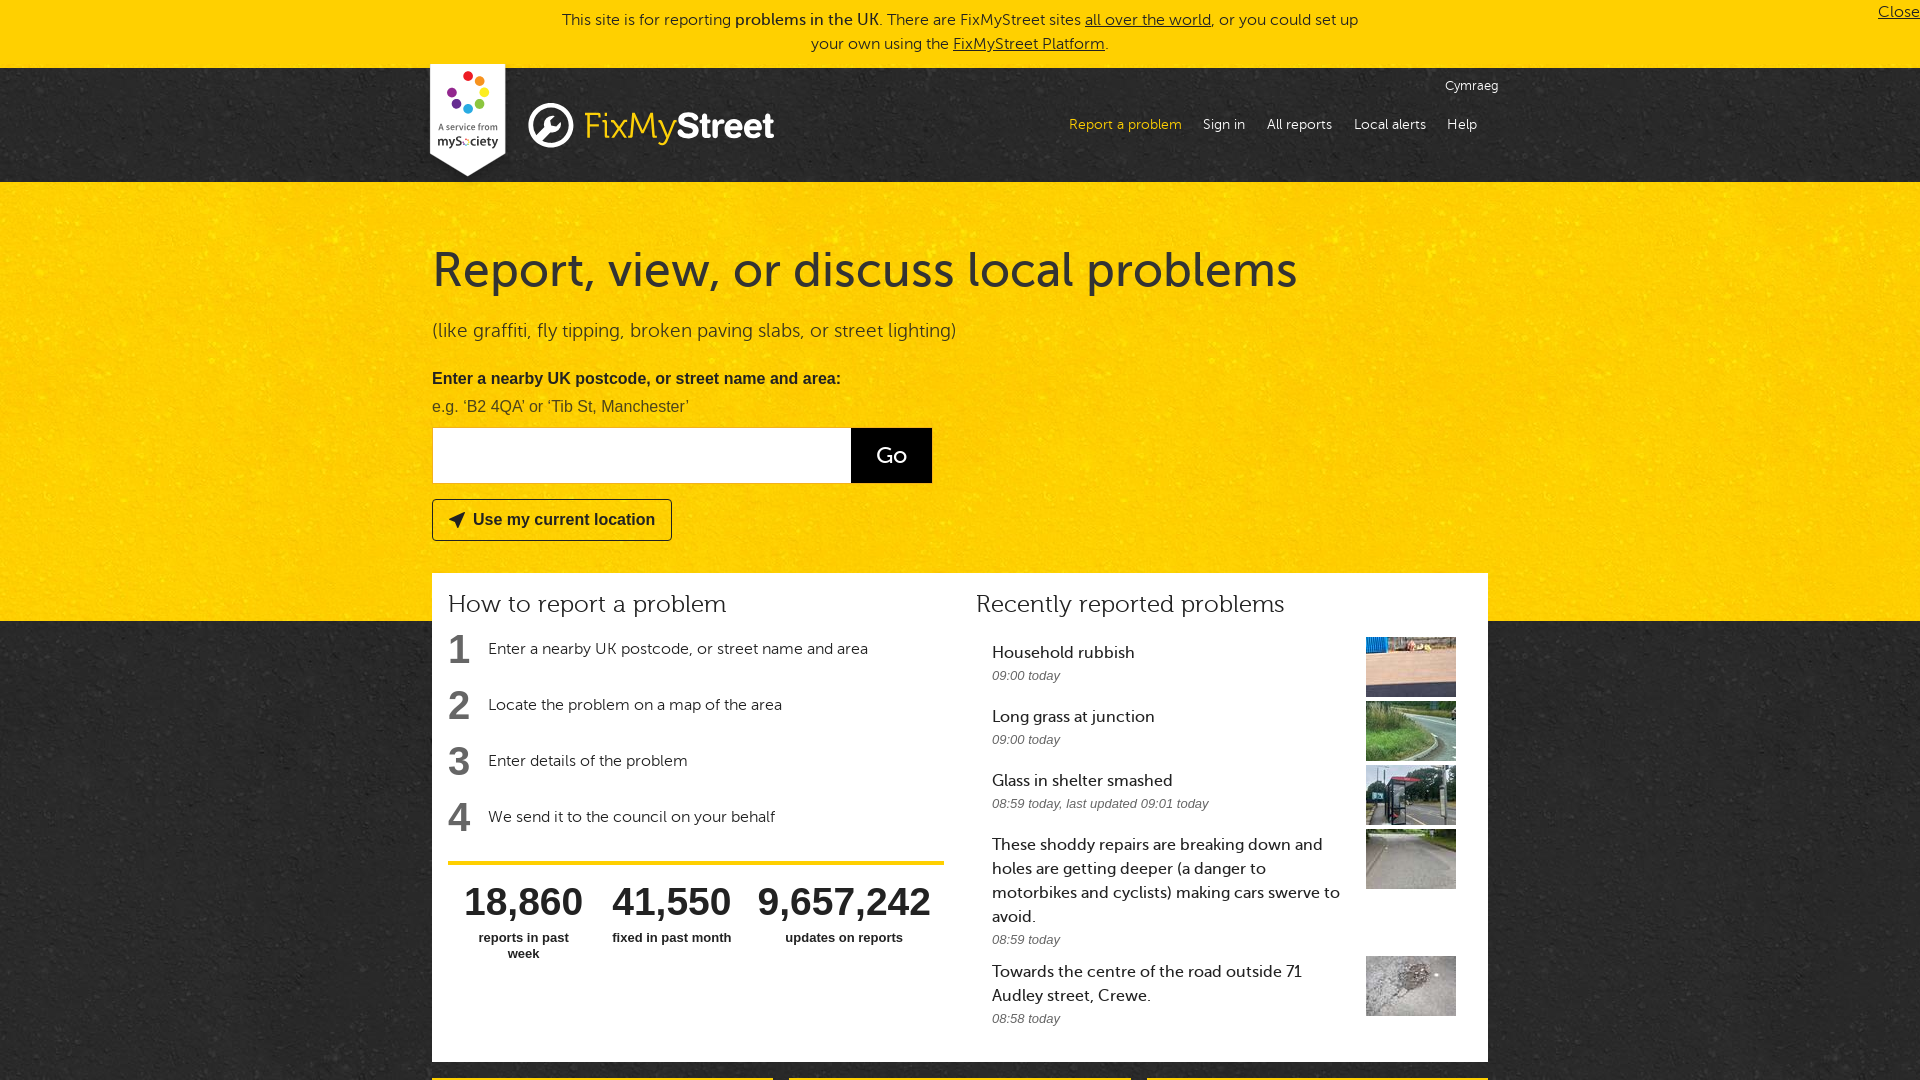 This site is for reporting problems in the UK. There are FixMyStreet sites all over the world, or you could set up
your own using the FixMyStreet Platform.
Close
Cymraeg
A service from
mySociety
FixMyStreet
Report a problem
Sign in
All reports
Local alerts
Help
Report, view, or discuss local problems
(like graffiti, fly tipping, broken paving slabs, or street lighting)
Enter a nearby UK postcode, or street name and area:
e.g. ‘B2 4QA’ or ‘Tib St, Manchester’
Go
Use my current location
How to report a problem
1 Enter a nearby UK postcode, or street name and area
2 Locate the problem on a map of the area
3 Enter details of the problem
4 We send it to the council on your behalf
18,860
reports in past
week
41,550
fixed in past month
9,657,242
updates on reports
Recently reported problems
Household rubbish
09:00 today
Long grass at junction
09:00 today
Glass in shelter smashed
08:59 today, last updated 09:01 today
These shoddy repairs are breaking down and
holes are getting deeper (a danger to
motorbikes and cyclists) making cars swerve to
avoid.
08:59 today
Towards the centre of the road outside 71
Audley street, Crewe.
08:58 today